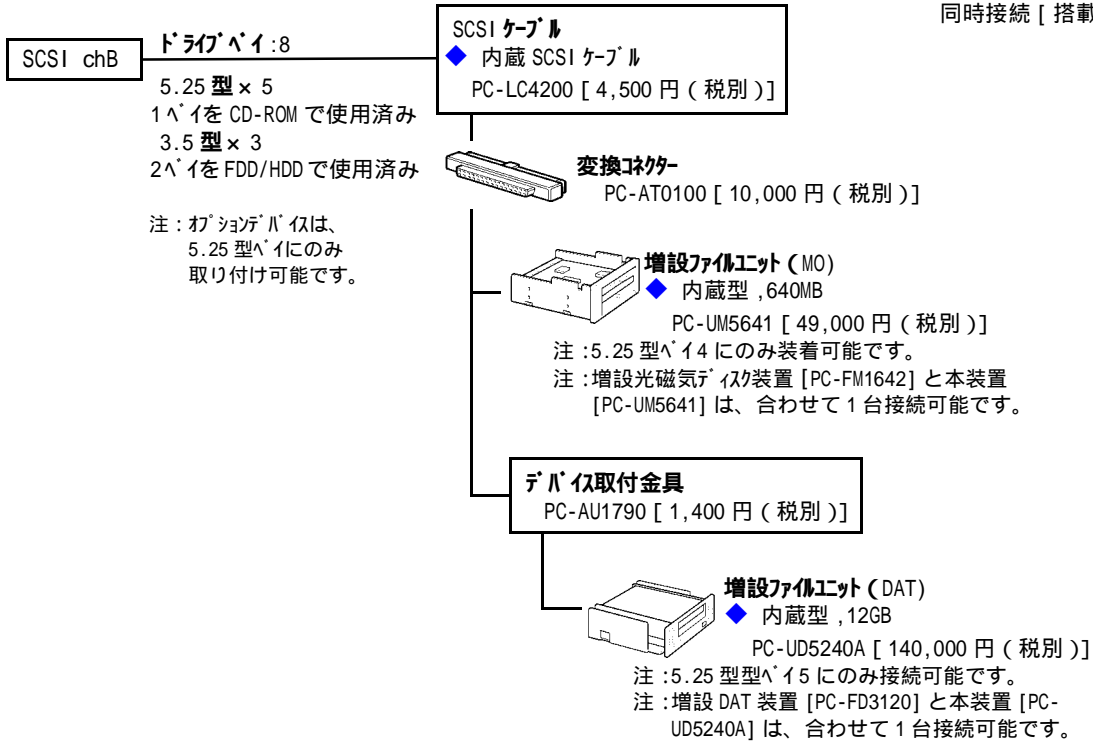 同時接続 [ 搭載
SCSI chB
ﾄﾞﾗｲﾌﾞﾍﾞｲ :8
5.25 型 × 5
1ﾍﾞｲを CD-ROM で使用済み
3.5 型 × 3
2ﾍﾞｲを FDD/HDD で使用済み
注 : ｵﾌﾟｼｮﾝﾃﾞﾊﾞｲｽは、
5.25 型ﾍﾞｲにのみ
取り付け可能です。
SCSI ｹｰﾌﾞﾙ
◆ 内蔵 SCSI ｹｰﾌﾞﾙ
PC-LC4200 [ 4,500 円 ( 税別 )]
変換ｺﾈｸﾀｰ
PC-AT0100 [ 10,000 円 ( 税別 )]
増設ﾌｧｲﾙﾕﾆｯﾄ ( MO)
◆ 内蔵型 ,640MB
PC-UM5641 [ 49,000 円 ( 税別 )]
注 :5.25 型ﾍﾞｲ4 にのみ装着可能です。
注 :増設光磁気ﾃﾞｨｽｸ装置 [PC-FM1642] と本装置
[PC-UM5641] は、合わせて 1 台接続可能です。
ﾃﾞﾊﾞｲｽ取付金具
PC-AU1790 [ 1,400 円 ( 税別 )]
増設ﾌｧｲﾙﾕﾆｯﾄ ( DAT)
◆ 内蔵型 ,12GB
PC-UD5240A [ 140,000 円 ( 税別 )]
注 :5.25 型型ﾍﾞｲ5 にのみ接続可能です。
注 :増設 DAT 装置 [PC-FD3120] と本装置 [PC-
UD5240A] は、合わせて 1 台接続可能です。